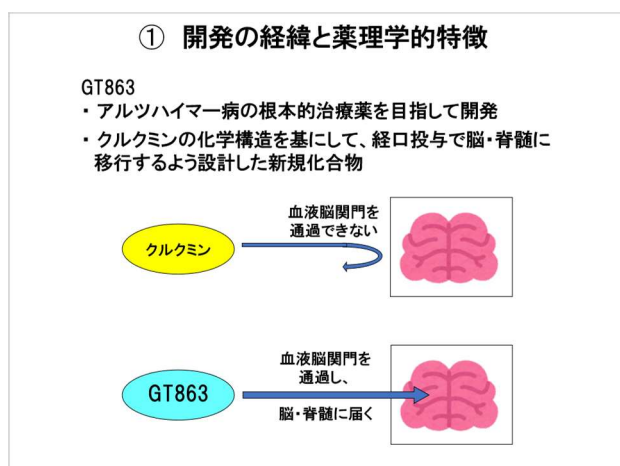 ① 開発の経緯と薬理学的特徴
GT863
・ アルツハイマー病の根本的治療薬を目指して開発
・ クルクミンの化学構造を基にして、経口投与で脳・脊髄に
移行するよう設計した新規化合物
血液脳関門を
通過できない
クルクミン
血液脳関門を
通過し、
GT863
脳・脊髄に届く